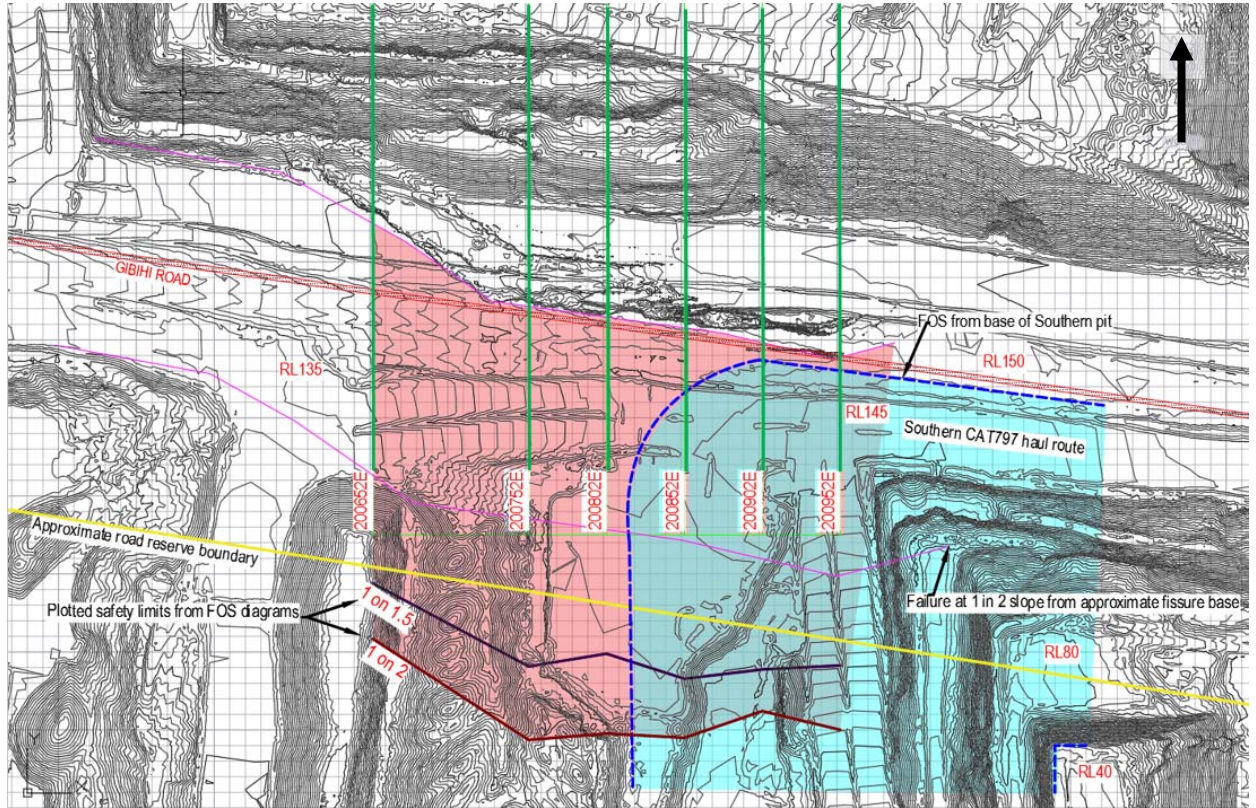 GIBIHI ROAD
FOS from base of Southern pit
RL135
RL150
RL145
Southern CAT797 haul route
200652E
200752E
200802E
200852E
200902E
200952E
Approximate road reserve boundary
Plotted safety limits from FOS diagrams
1 on 1.5
1 on 2
Failure at 1 in 2 slope from approximate fissure base
RL80
RL40
Y
X